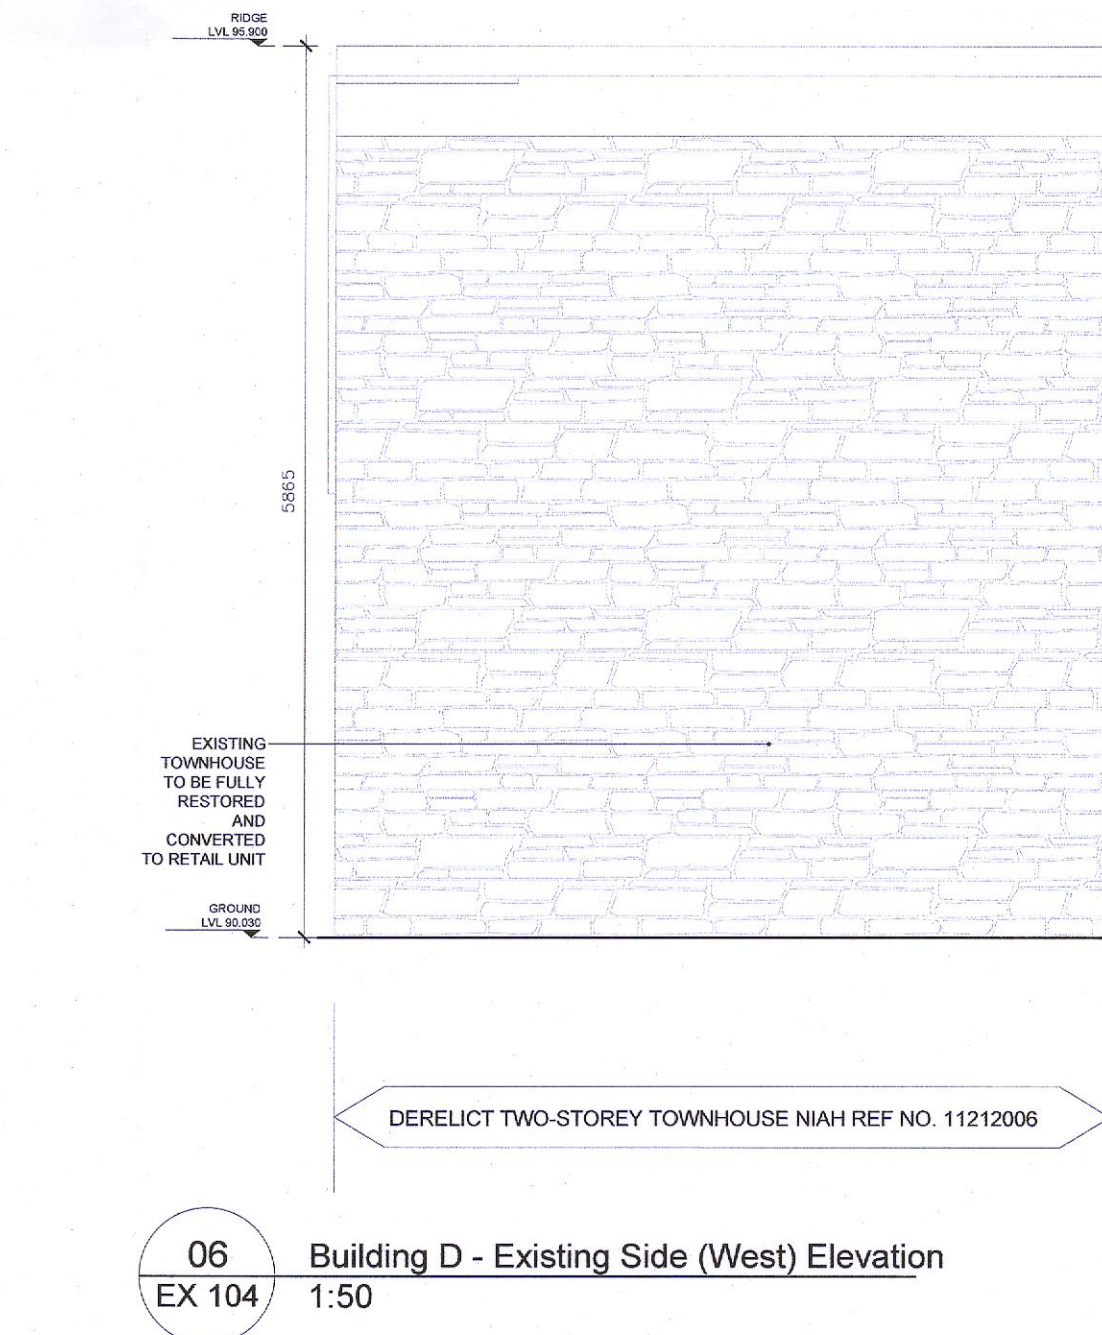 RIDGE
LVL 95.900
5865
EXISTING
TOWNHOUSE
TO BE FULLY
RESTORED
AND
CONVERTED
TO RETAIL UNIT
GROUND
LVL 90.030
DERELICT TWO-STOREY TOWNHOUSE NIAH REF NO. 11212006
06
Building D - Existing Side (West) Elevation
EX 104
1:50